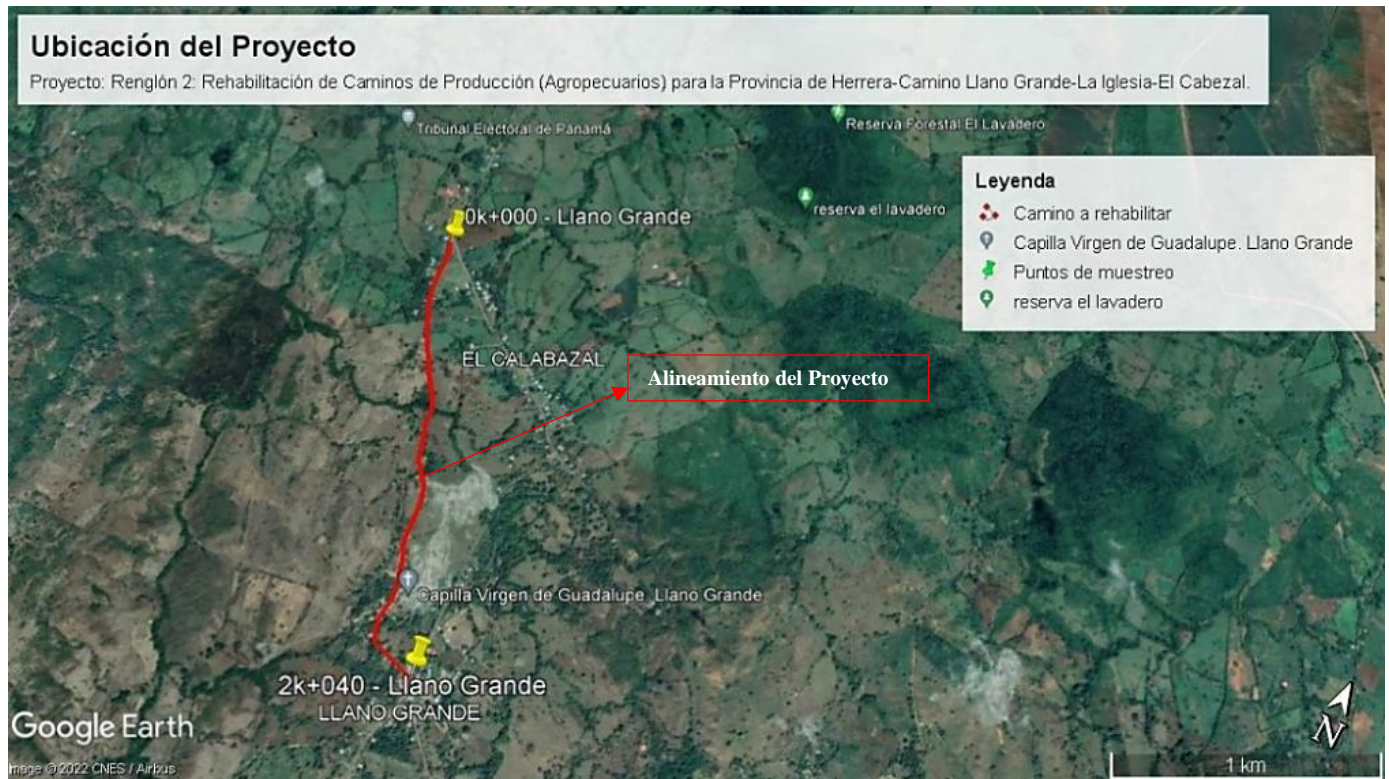 Ubicación del Proyecto
Proyecto: Renglón 2: Rehabilitación de Caminos de Producción (Agropecuarios) para la Provincia de Herrera-Camino Llano Grande-La Iglesia-El Cabezal.
Tribunal Electoral de Panamá
Reserva Forestal El Lavadero
Leyenda
Camino a rehabilitar
Capilla Virgen de Guadalupe. Llano Grande
Puntos de muestreo
reserva el lavadero
reserva el lavadero
0k+000 - Llano Grande
EL CALABAZAL
Alineamiento del Proyecto
Capilla Virgen de Guadalupe. Llano Grande
2k+040 - Llano Grande
LLANO GRANDE
Google Earth
Image © 2022 CNES / Airbus
N
1 km